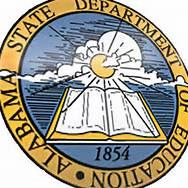 ALABAMA STATE DEPARTMENT OF EDUCATION •
1854